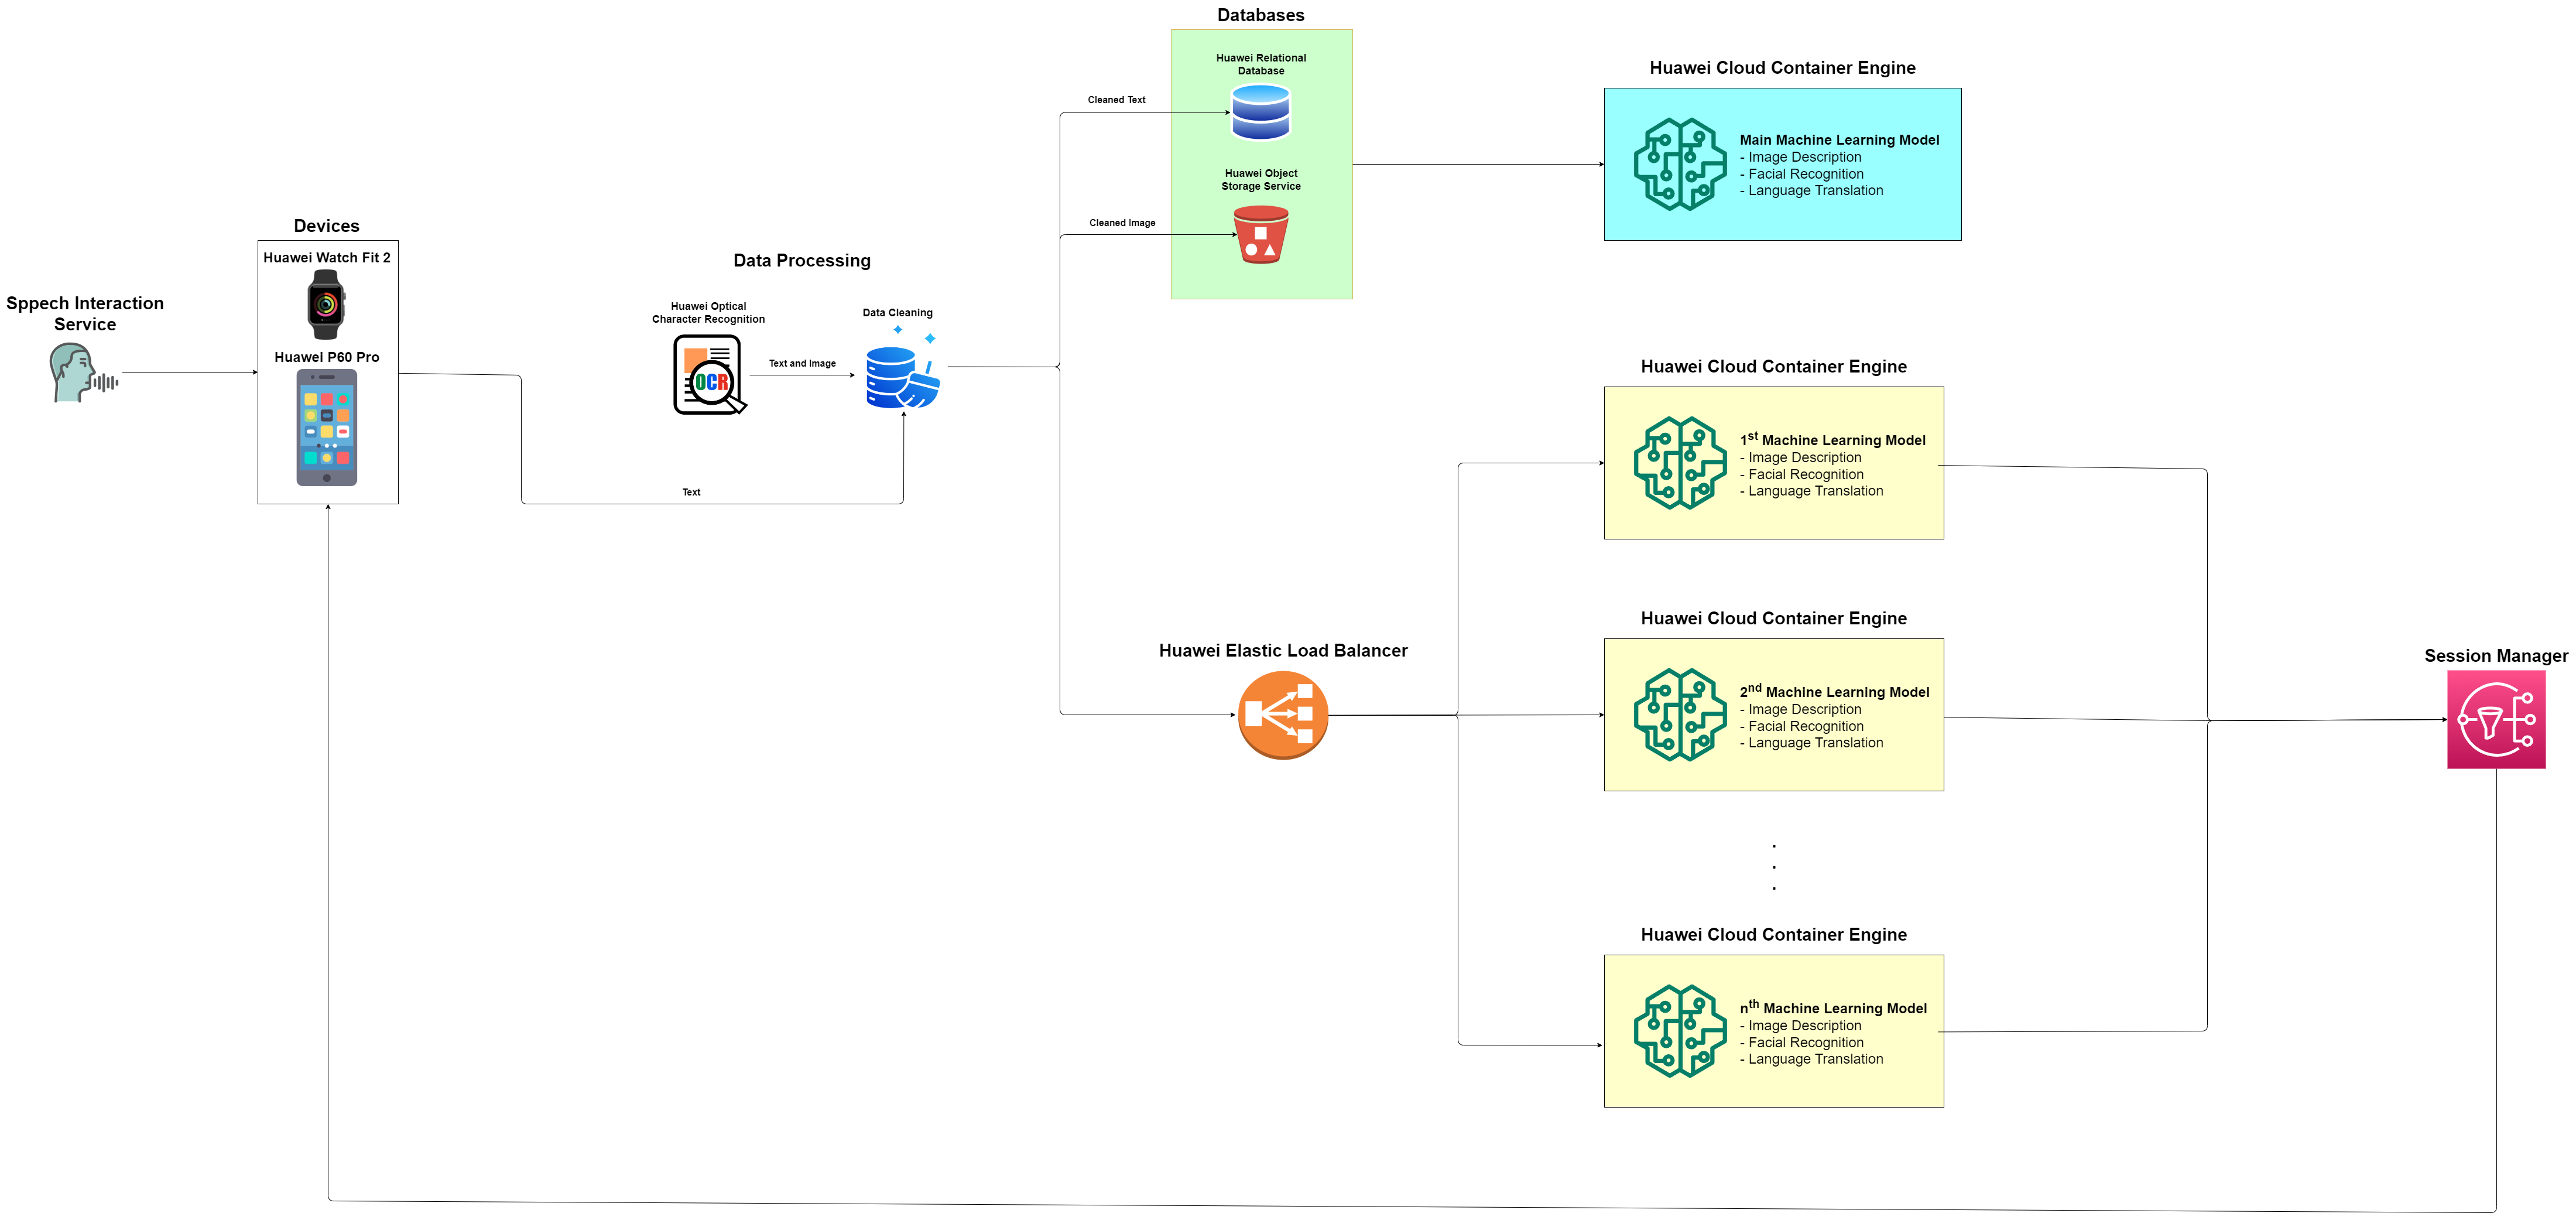 Databases
Huawei Relational
Database
Cleaned Text
Huawei Object
Storage Service
Cleaned Image
Huawei Cloud Container Engine
Main Machine Learning Model
- Image Description
- Facial Recognition
- Language Translation
Devices
Huawei Watch Fit 2
Huawei P60 Pro
Sppech Interaction
Service
Data Processing
Huawei Optical
Character Recognition
OCR
Text and Image
Data Cleaning
Text
Huawei Cloud Container Engine
1st Machine Learning Model
- Image Description
- Facial Recognition
- Language Translation
Huawei Elastic Load Balancer
Huawei Cloud Container Engine
2nd Machine Learning Model
- Image Description
- Facial Recognition
- Language Translation
Session Manager
.
.
.
Huawei Cloud Container Engine
nth Machine Learning Model
- Image Description
- Facial Recognition
- Language Translation